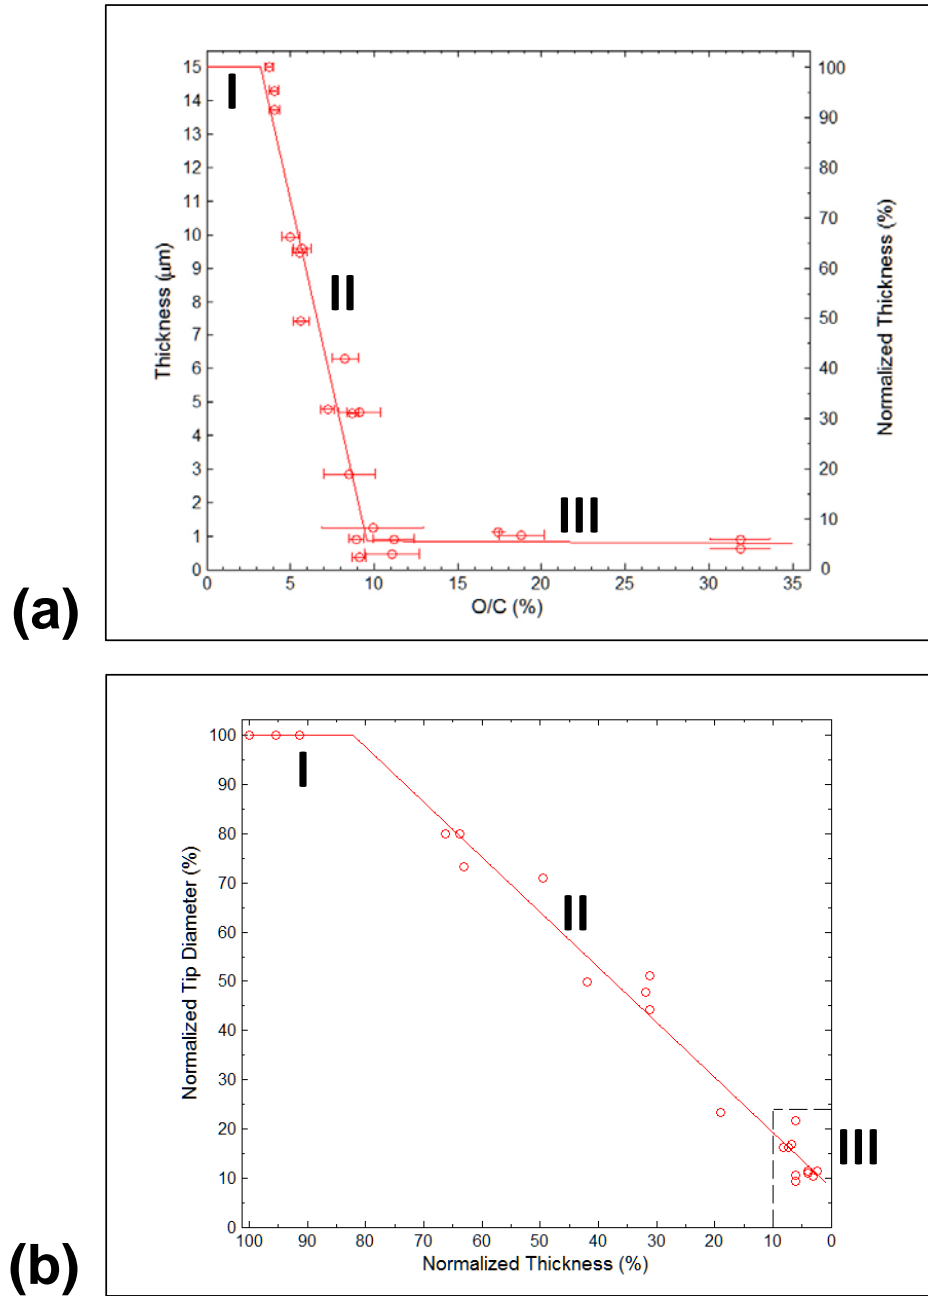 (a)
Thickness (µm)
15
14
13
12
11
10
9
8
7
6
5
4
3
2
1
0
I
II
III
100
90
80
70
60
50
40
30
20
10
0
Normalized Thickness (%)
0 5 10 15 20 25 30 35
O/C (%)
(b)
Normalized Tip Diameter (%)
100
90
80
70
60
50
40
30
20
10
0
I
II
III
100 90 80 70 60 50 40 30 20 10 0
Normalized Thickness (%)